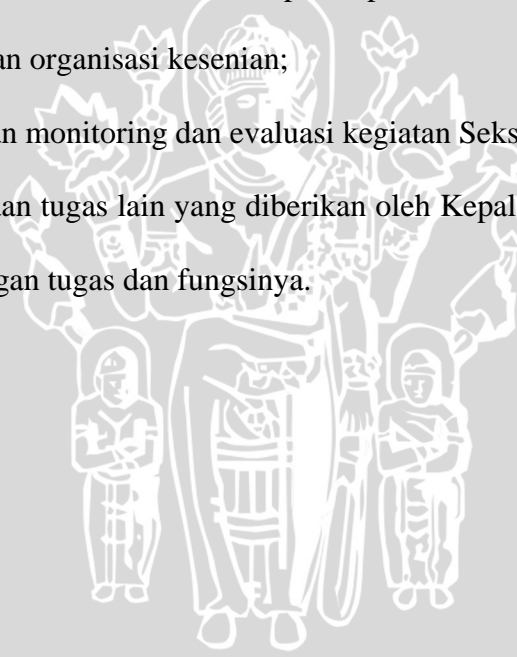 an organisasi kesenian;
an monitoring dan evaluasi kegiatan Seks
an tugas lain yang diberikan oleh Kepal
gan tugas dan fungsinya.